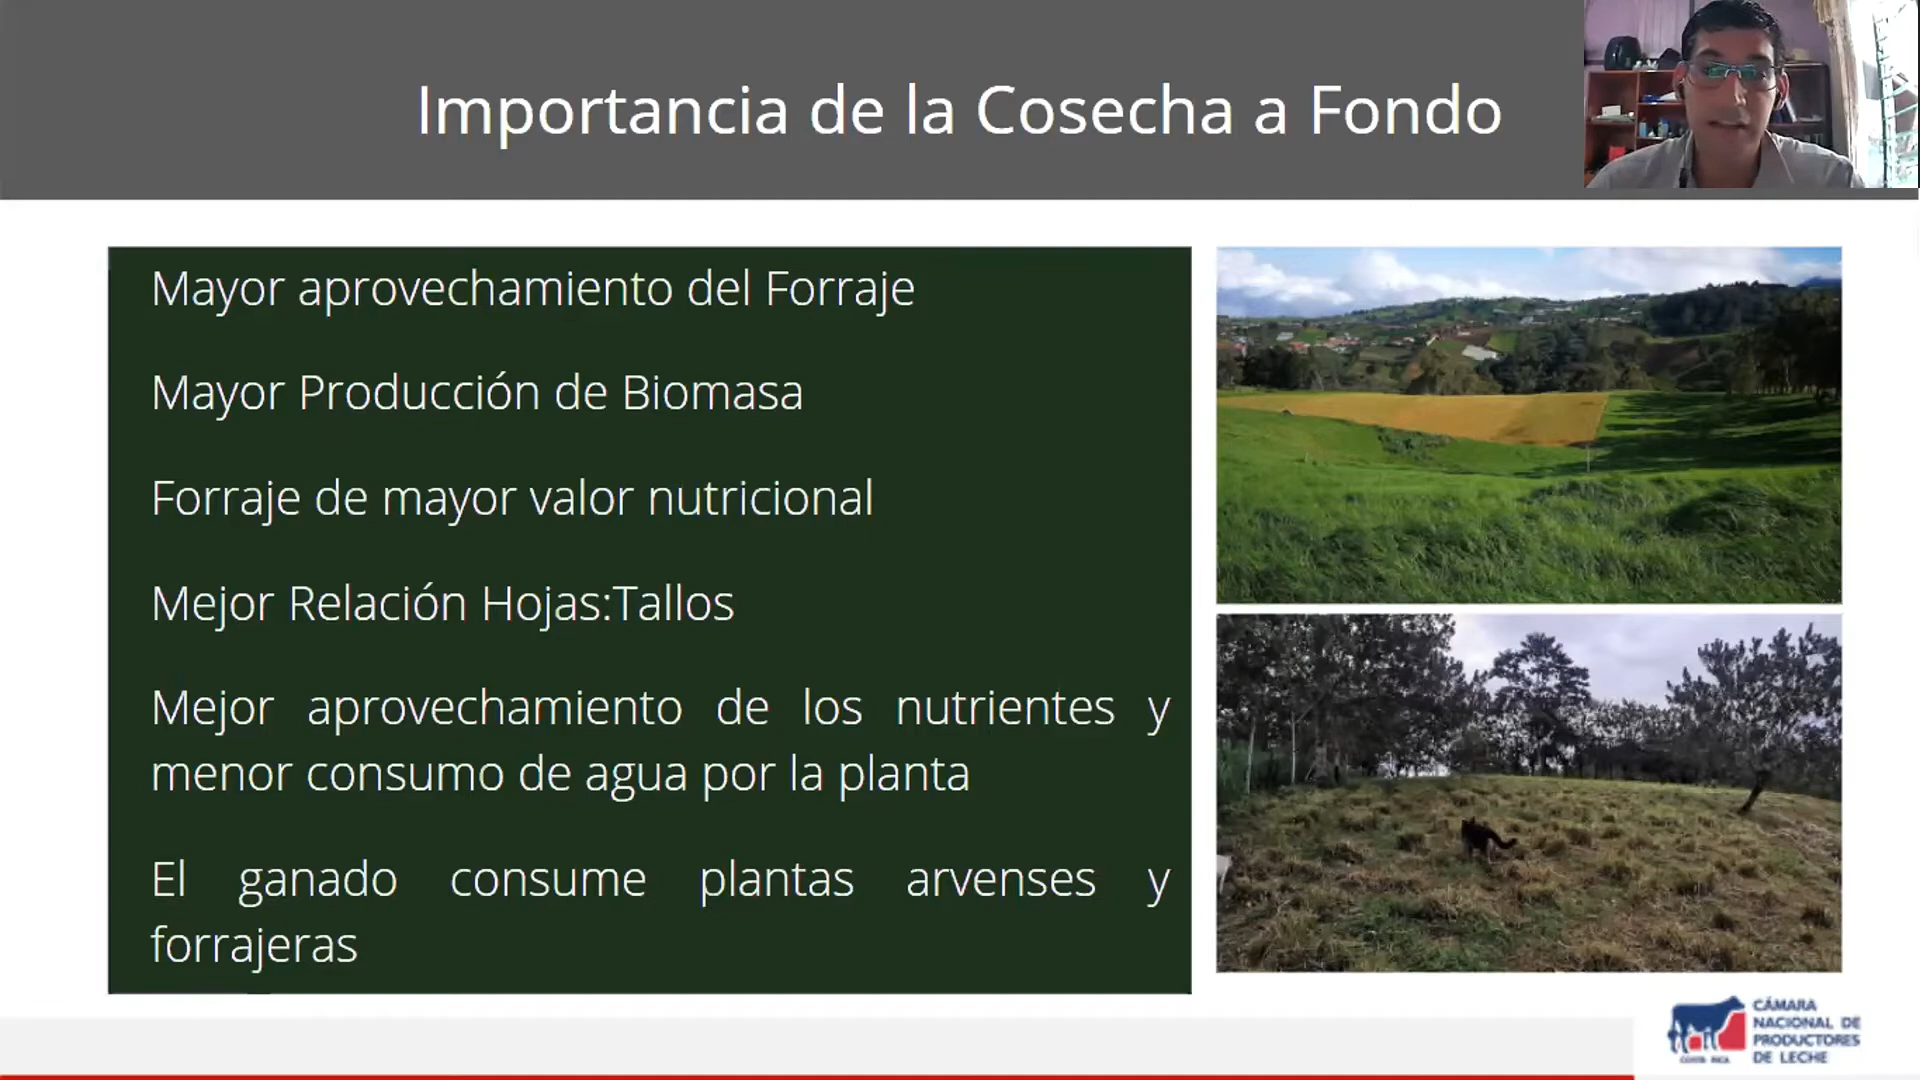 Importancia de la Cosecha a Fondo
Mayor aprovechamiento del Forraje
Mayor Producción de Biomasa
Forraje de mayor valor nutricional
Mejor Relación Hojas:Tallos
Mejor aprovechamiento de los nutrientes y
menor consumo de agua por la planta
El ganado consume plantas arvenses y
forrajeras
CÁMARA
NACIONAL DE
PRODUCTORES
DE LECHE
COSTA RICA